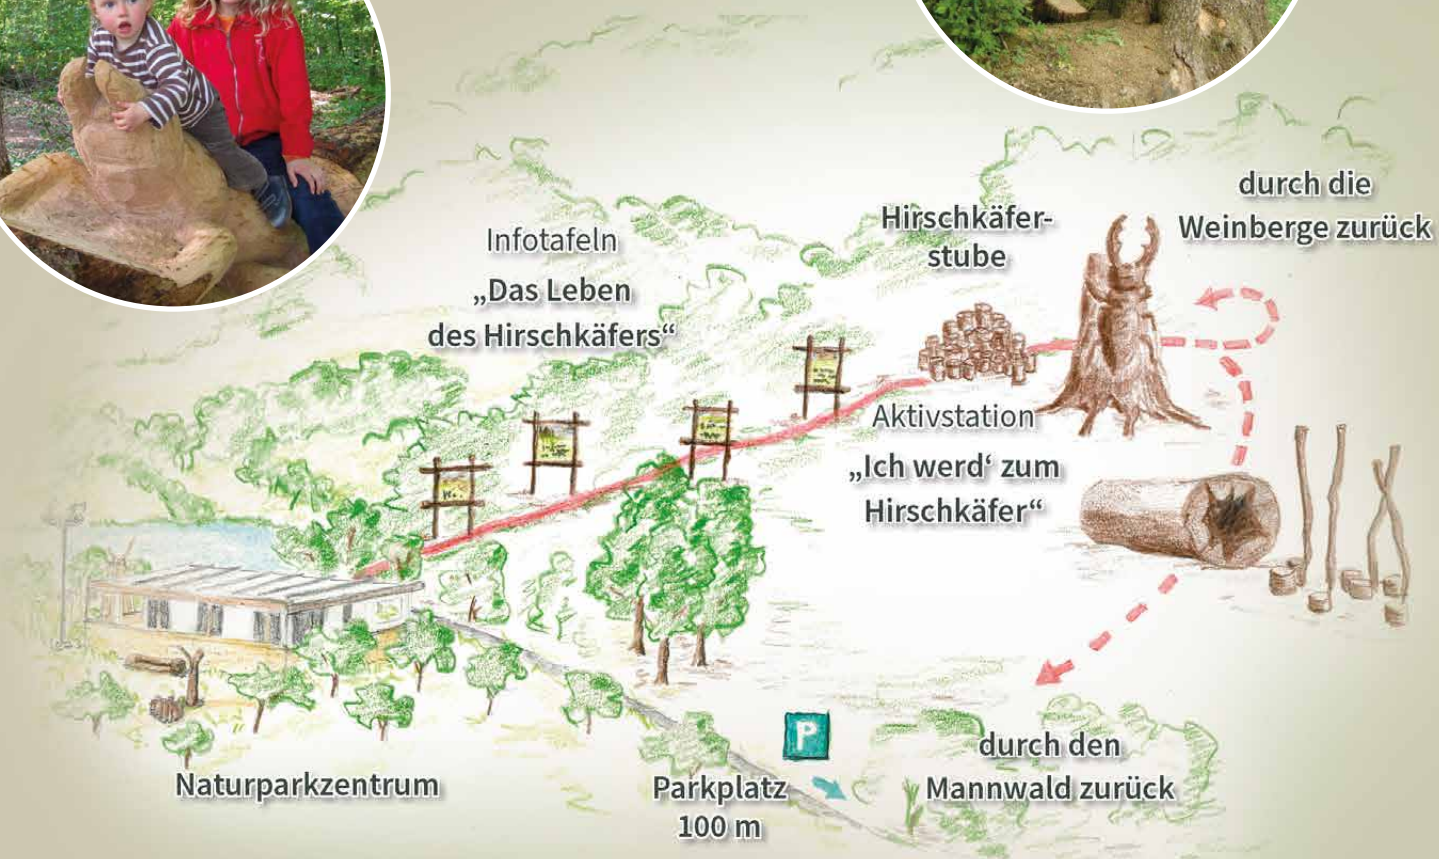 Infotafeln
„Das Leben
des Hirschkäfers“
Hirschkäfer-
stube
durch die
Weinberge zurück
Aktivstation
„Ich werd‘ zum
Hirschkäfer“
Naturparkzentrum
P
Parkplatz
100 m
durch den
Mannwald zurück